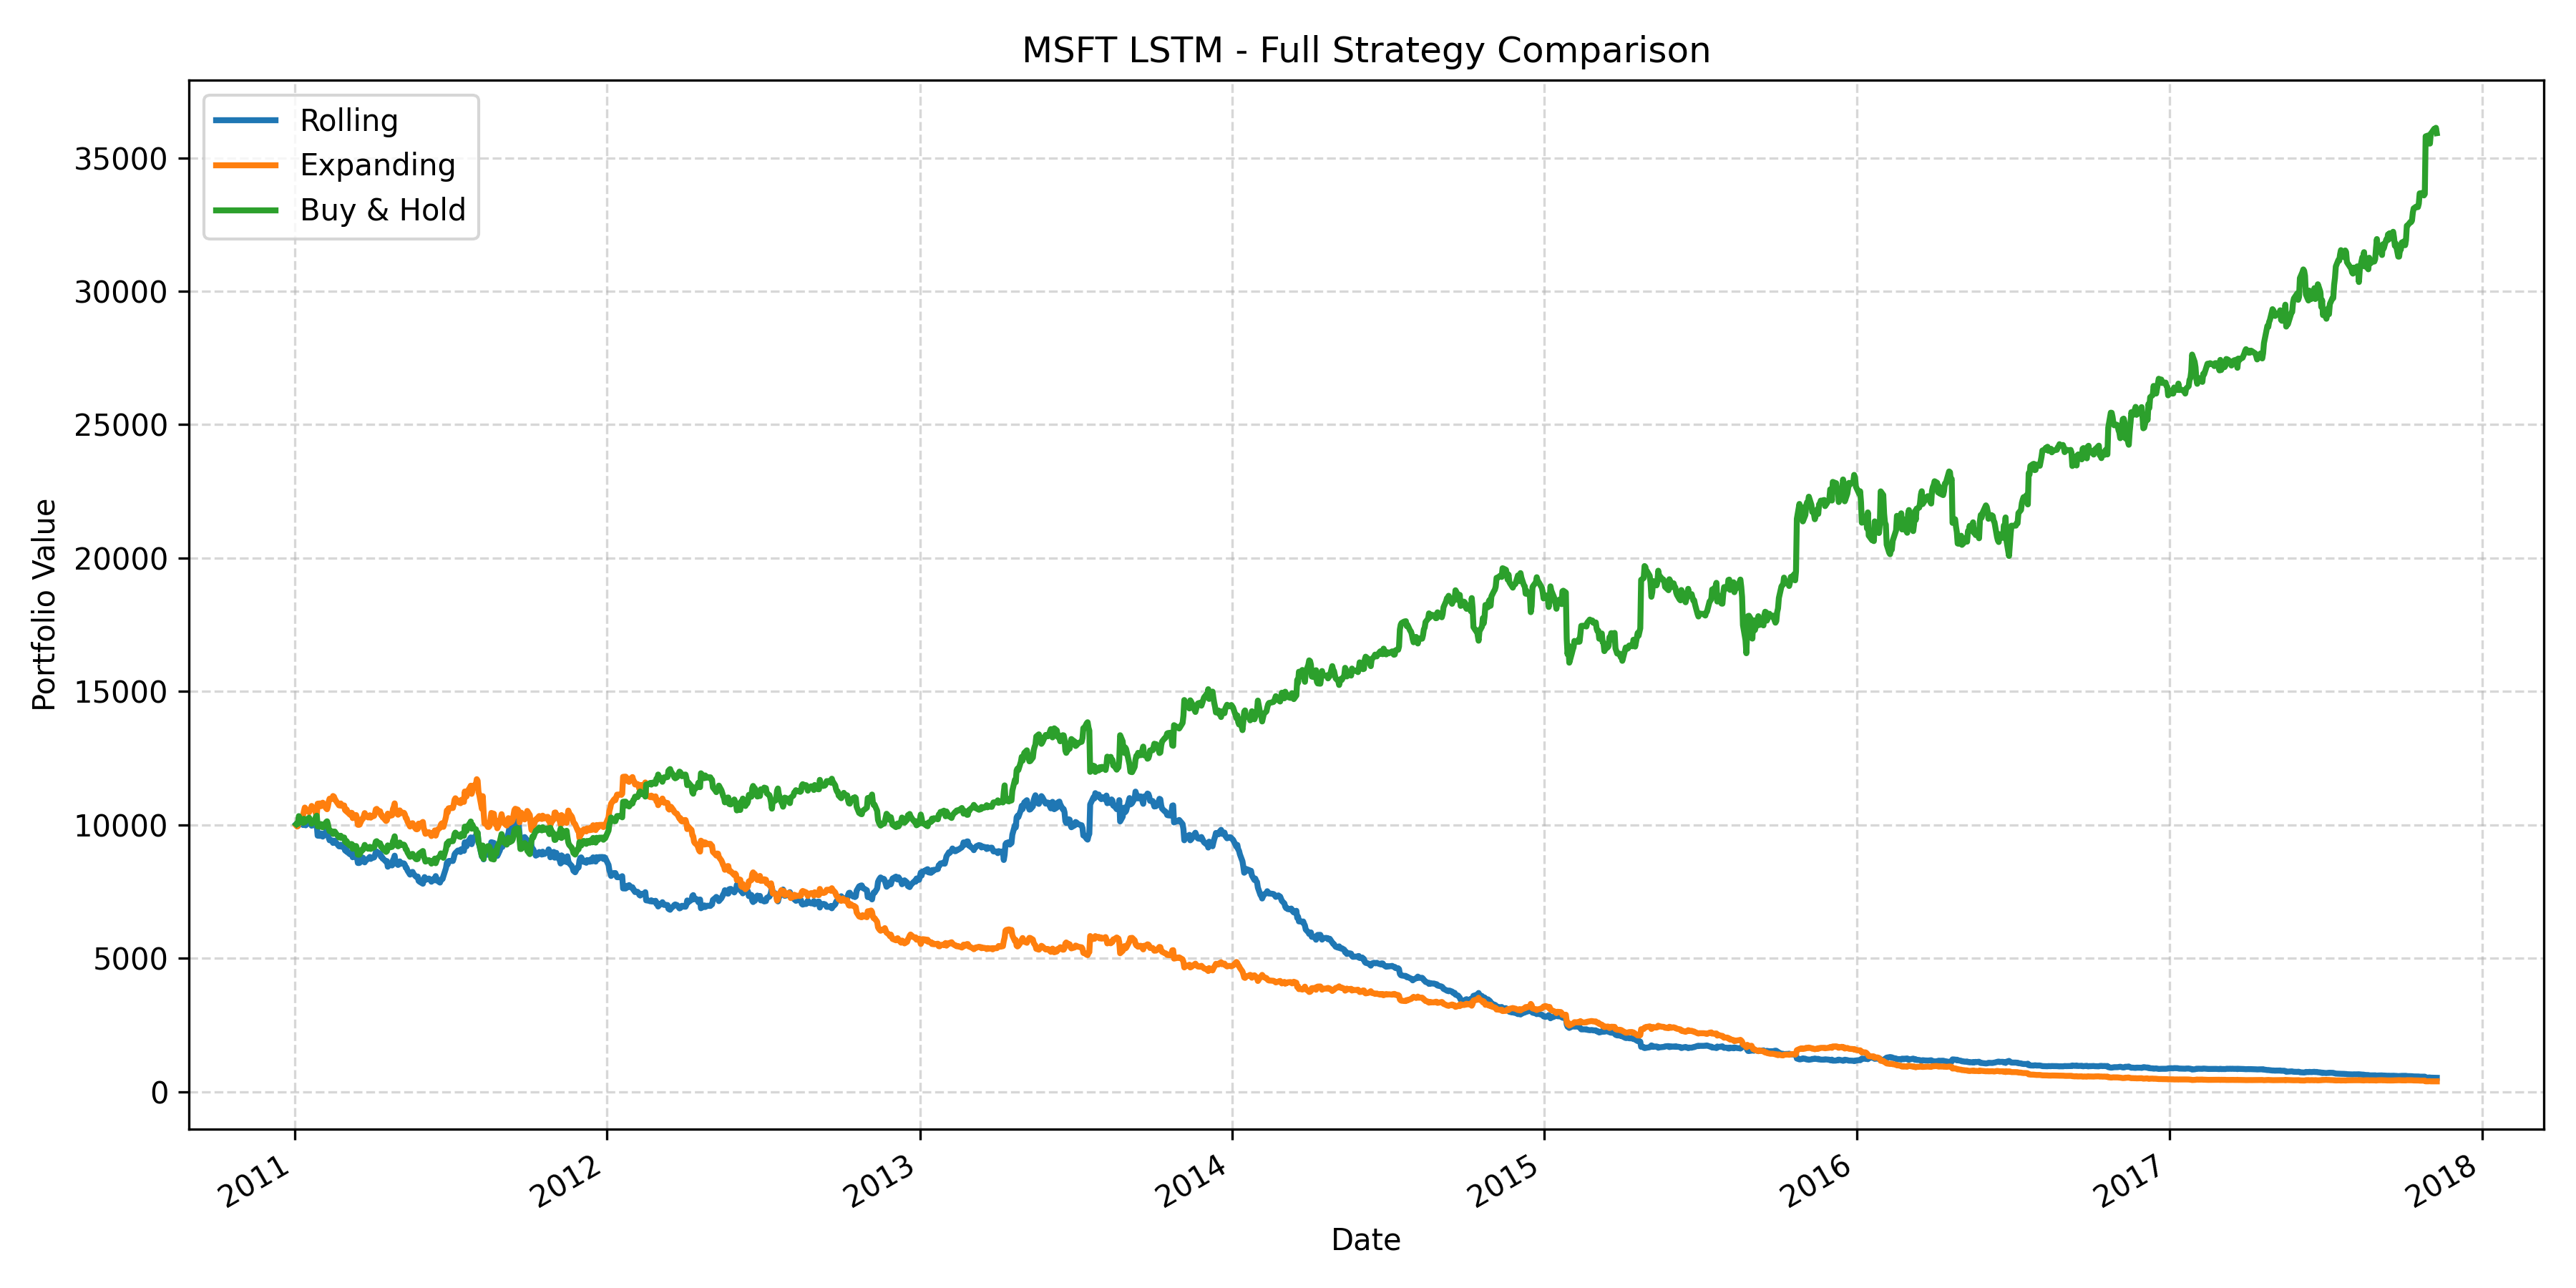 MSFT LSTM - Full Strategy Comparison
Rolling
Expanding
Buy & Hold
Portfolio Value
35000
30000
25000
20000
15000
10000
5000
0
2011
2012
2013
2014
2015
2016
2017
2018
Date